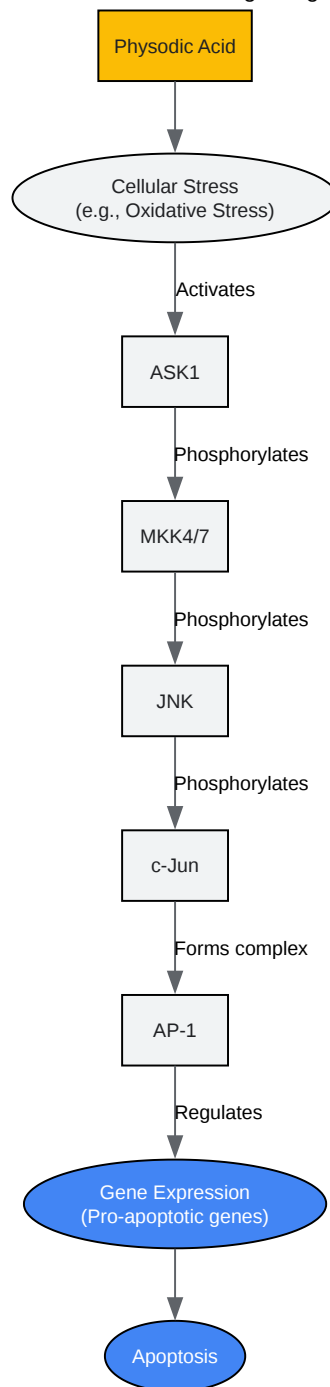 Physodic Acid
Cellular Stress
(e.g., Oxidative Stress)
Activates
ASK1
Phosphorylates
MKK4/7
Phosphorylates
JNK
Phosphorylates
c-Jun
Forms complex
AP-1
Regulates
Gene Expression
(Pro-apoptotic genes)
Apoptosis